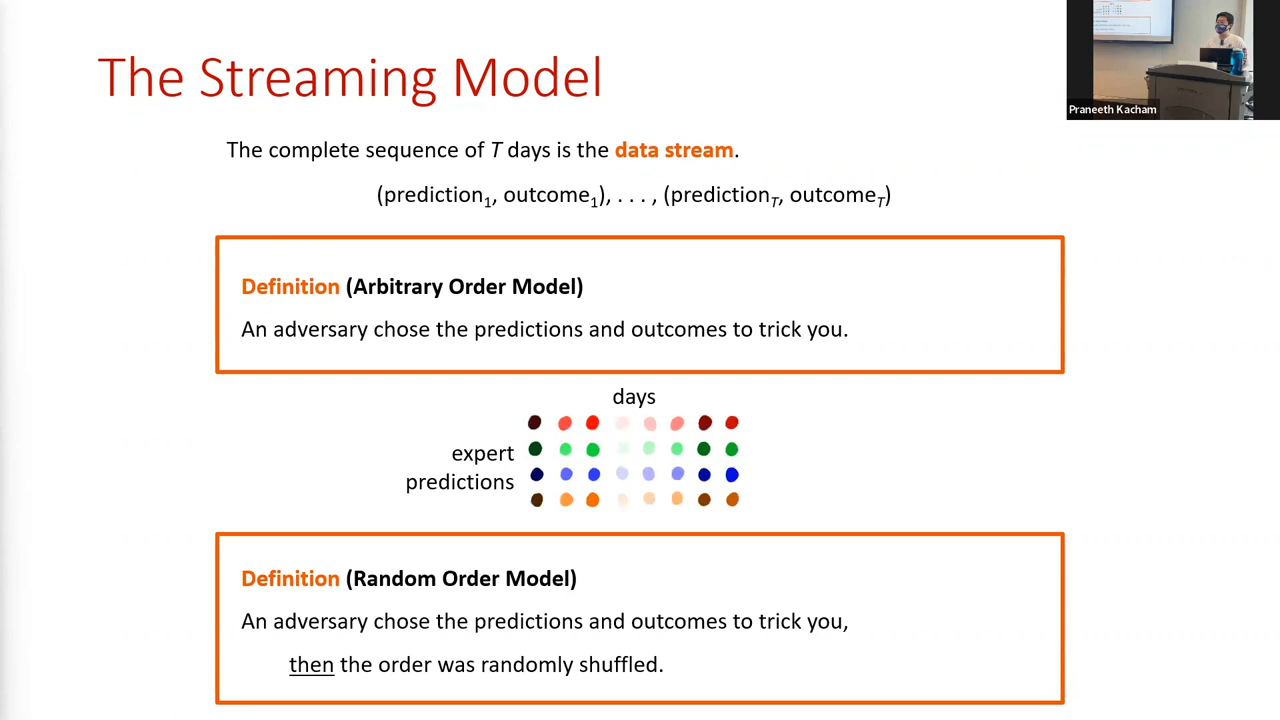 The Streaming Model
Praneeth Kacham
The complete sequence of T days is the data stream.
(prediction₁, outcome₁), . . . , (predictionT, outcomeT)
Definition (Arbitrary Order Model)
An adversary chose the predictions and outcomes to trick you.
days
expert
predictions
Definition (Random Order Model)
An adversary chose the predictions and outcomes to trick you,
then the order was randomly shuffled.